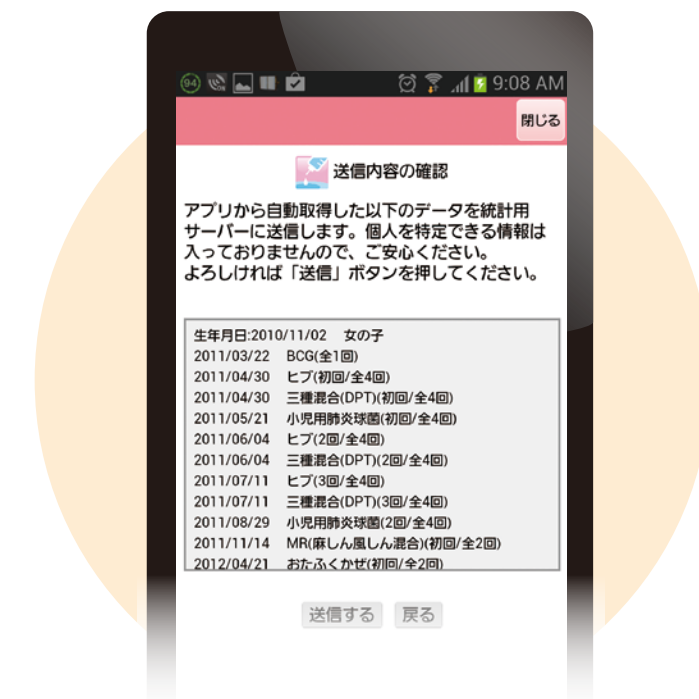 94
9:08 AM
閉じる
送信内容の確認
アプリから自動取得した以下のデータを統計用
サーバーに送信します。個人を特定できる情報は
入っておりませんので、ご安心ください。
よろしければ「送信」ボタンを押してください。
生年月日:2010/11/02 女の子
2011/03/22 BCG(全1回)
2011/04/30 ヒブ(初回/全4回)
2011/04/30 三種混合(DPT)(初回/全4回)
2011/05/21 小児用肺炎球菌(初回/全4回)
2011/06/04 ヒブ(2回/全4回)
2011/06/04 三種混合(DPT)(2回/全4回)
2011/07/11 ヒブ(3回/全4回)
2011/07/11 三種混合(DPT)(3回/全4回)
2011/08/29 小児用肺炎球菌(2回/全4回)
2011/11/14 MR(麻しん風しん混合)(初回/全2回)
2012/04/21 おたふくかぜ(初回/全2回)
送信する 戻る